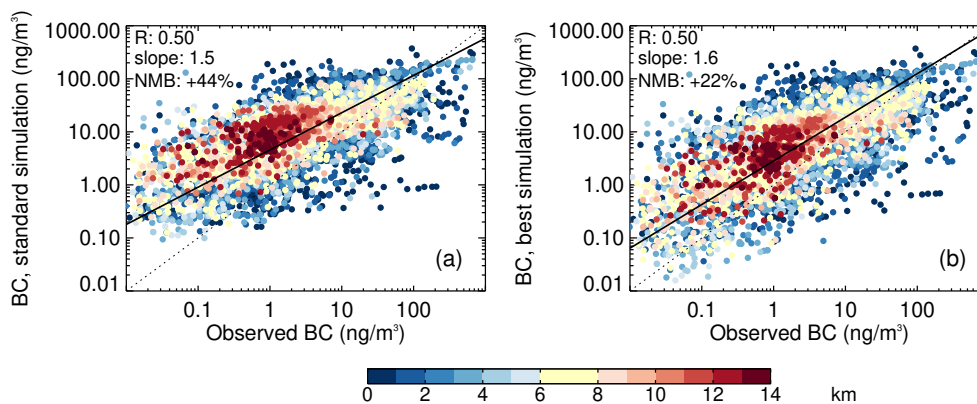 BC, standard simulation (ng/m³)
1000.00
100.00
10.00
1.00
0.10
0.01
R: 0.50
slope: 1.5
NMB: +44%
(a)
0.1 1 10 100
Observed BC (ng/m³)
BC, best simulation (ng/m³)
1000.00
100.00
10.00
1.00
0.10
0.01
R: 0.50
slope: 1.6
NMB: +22%
(b)
0.1 1 10 100
Observed BC (ng/m³)
0 2 4 6 8 10 12 14 km